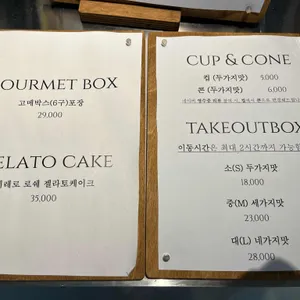 OURMET BOX
고메박스(6구)포장
29,000
ELATO CAKE
레로 로쉐 젤라토케이크
35,000
CUP & CONE
컵 (두가지맛) 5,000
콘 (두가지맛) 6,000
TAKEOUTBOX
이동시간은 최대 2시간까지 가능
소(S) 두가지맛
18,000
중(M) 세가지맛
23,000
대(L) 네가지맛
28,000